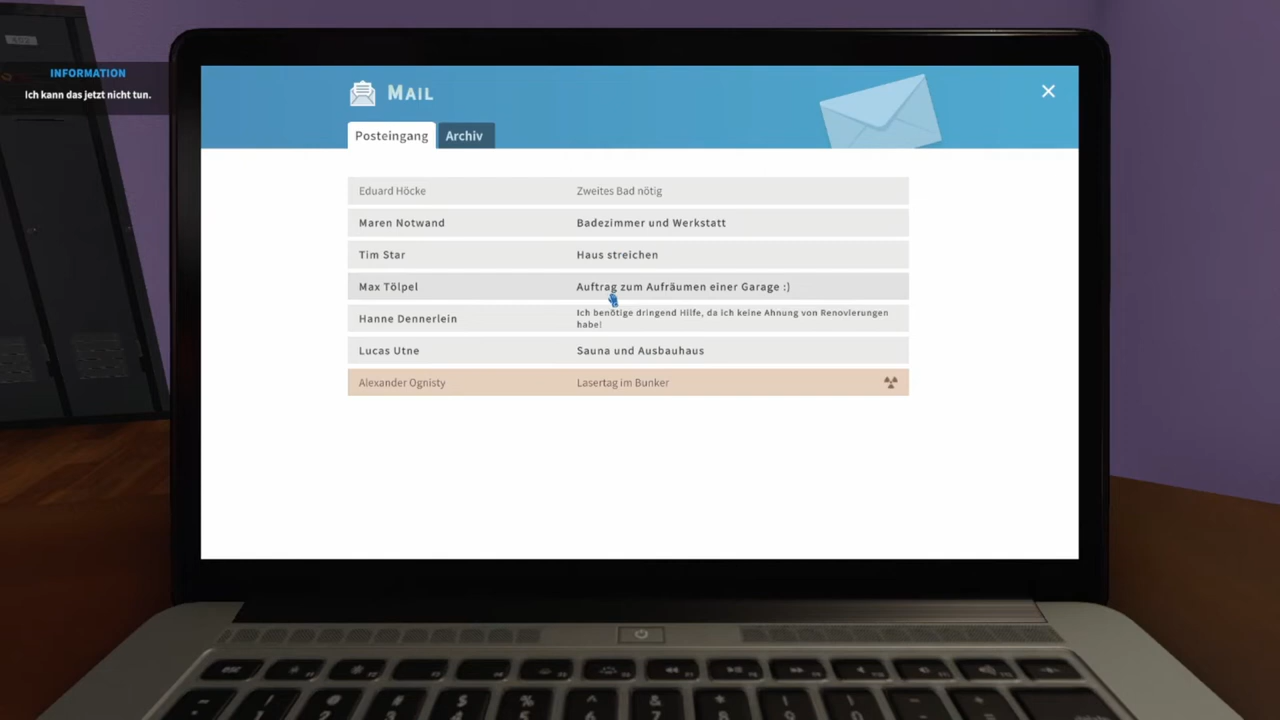 INFORMATION
Ich kann das jetzt nicht tun.
MAIL
Posteingang
Archiv
Eduard Höcke
Zweites Bad nötig
Maren Notwand
Badezimmer und Werkstatt
Tim Star
Haus streichen
Max Tölpel
Auftrag zum Aufräumen einer Garage :)
Hanne Dennerlein
Ich benötige dringend Hilfe, da ich keine Ahnung von Renovierungen
habe!
Lucas Utne
Sauna und Ausbauhaus
Alexander Ognisty
Lasertag im Bunker